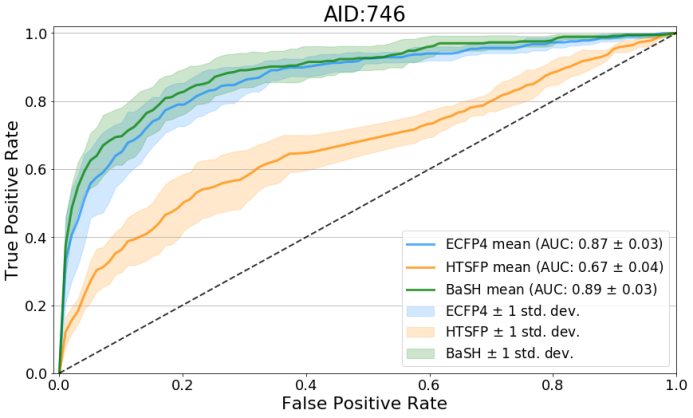 AID:746
True Positive Rate
1.0
0.8
0.6
0.4
0.2
0.0
ECFP4 mean (AUC: 0.87 ± 0.03)
HTSFP mean (AUC: 0.67 ± 0.04)
BaSH mean (AUC: 0.89 ± 0.03)
ECFP4 ± 1 std. dev.
HTSFP ± 1 std. dev.
BaSH ± 1 std. dev.
0.0 0.2 0.4 0.6 0.8 1.0
False Positive Rate